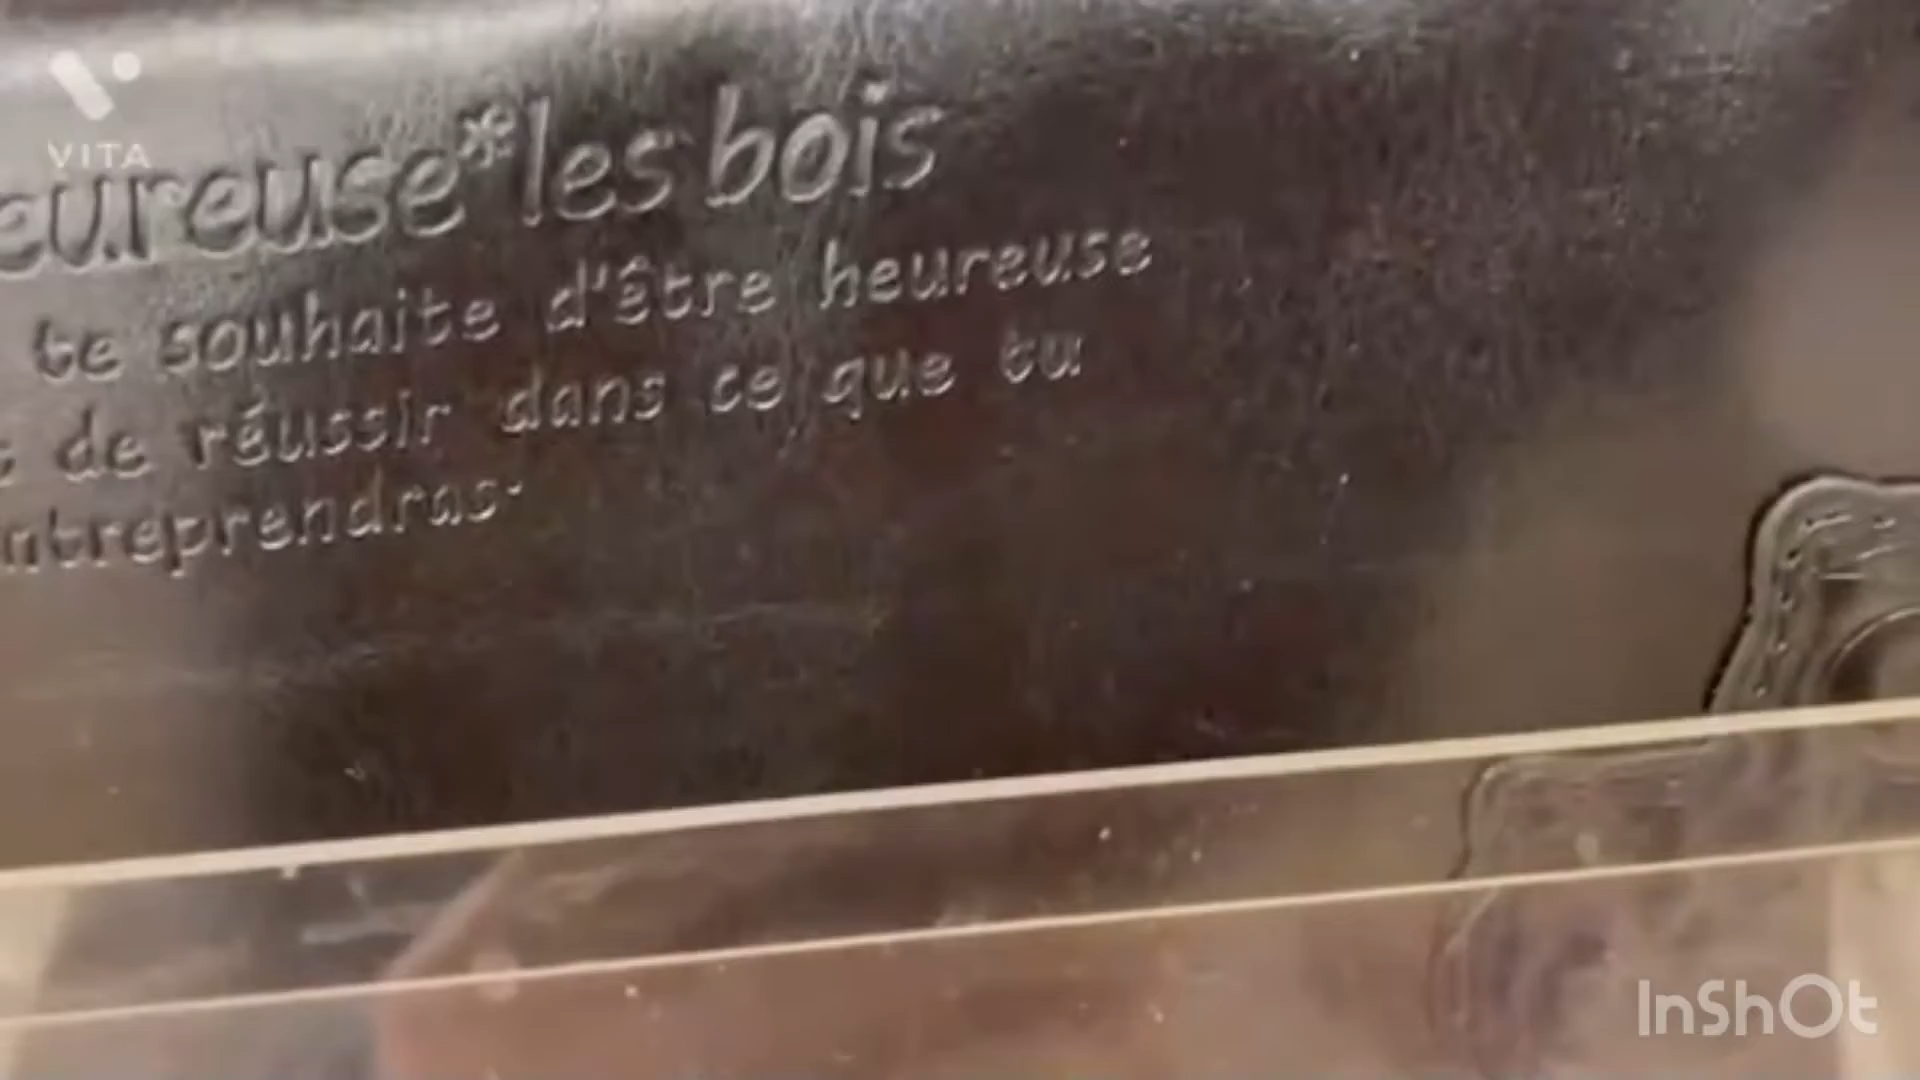 VITA
eureuse*les bois
te souhaite d'être heureuse
de réussir dans ce que tu
ntreprendras.
InShOt